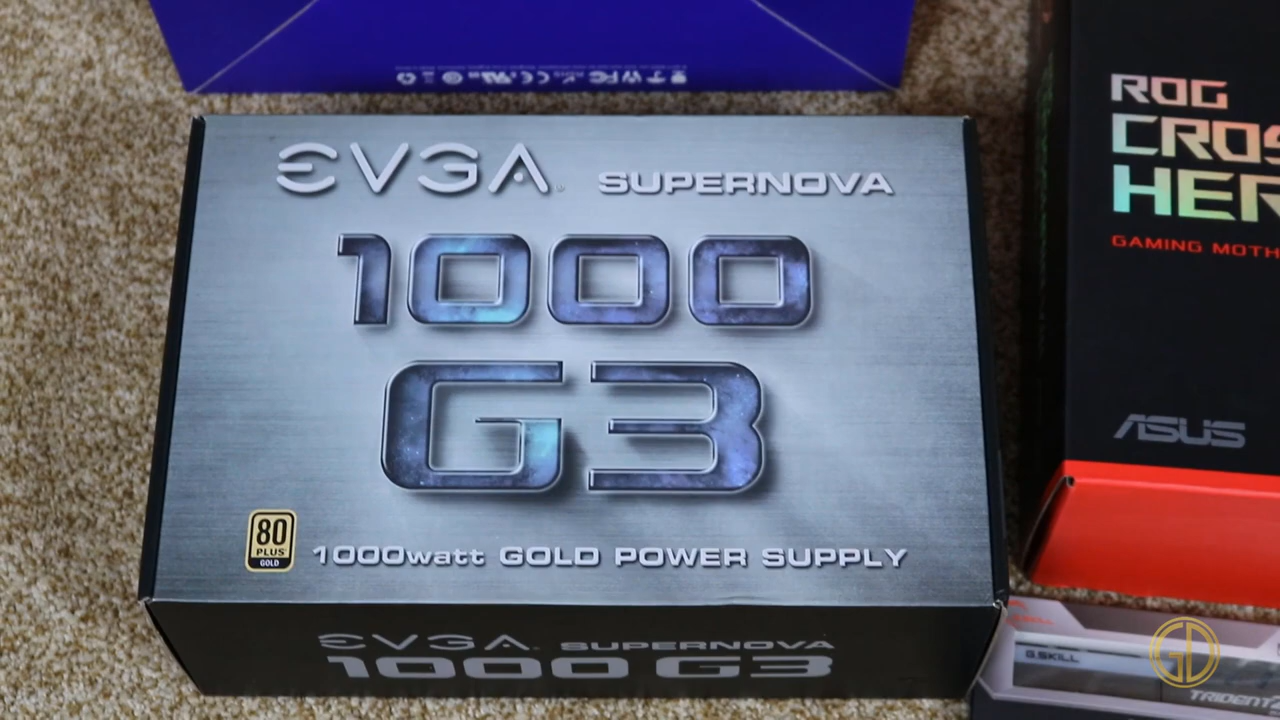 EVGA SUPERNOVA
1000
G3
80
PLUS
GOLD
1000watt GOLD POWER SUPPLY
EVGA SUPERNOVA
1000 G3
ROG
CROS
HER
GAMING MOTH
ASUS
G.SKILL
TRIDENT
GD